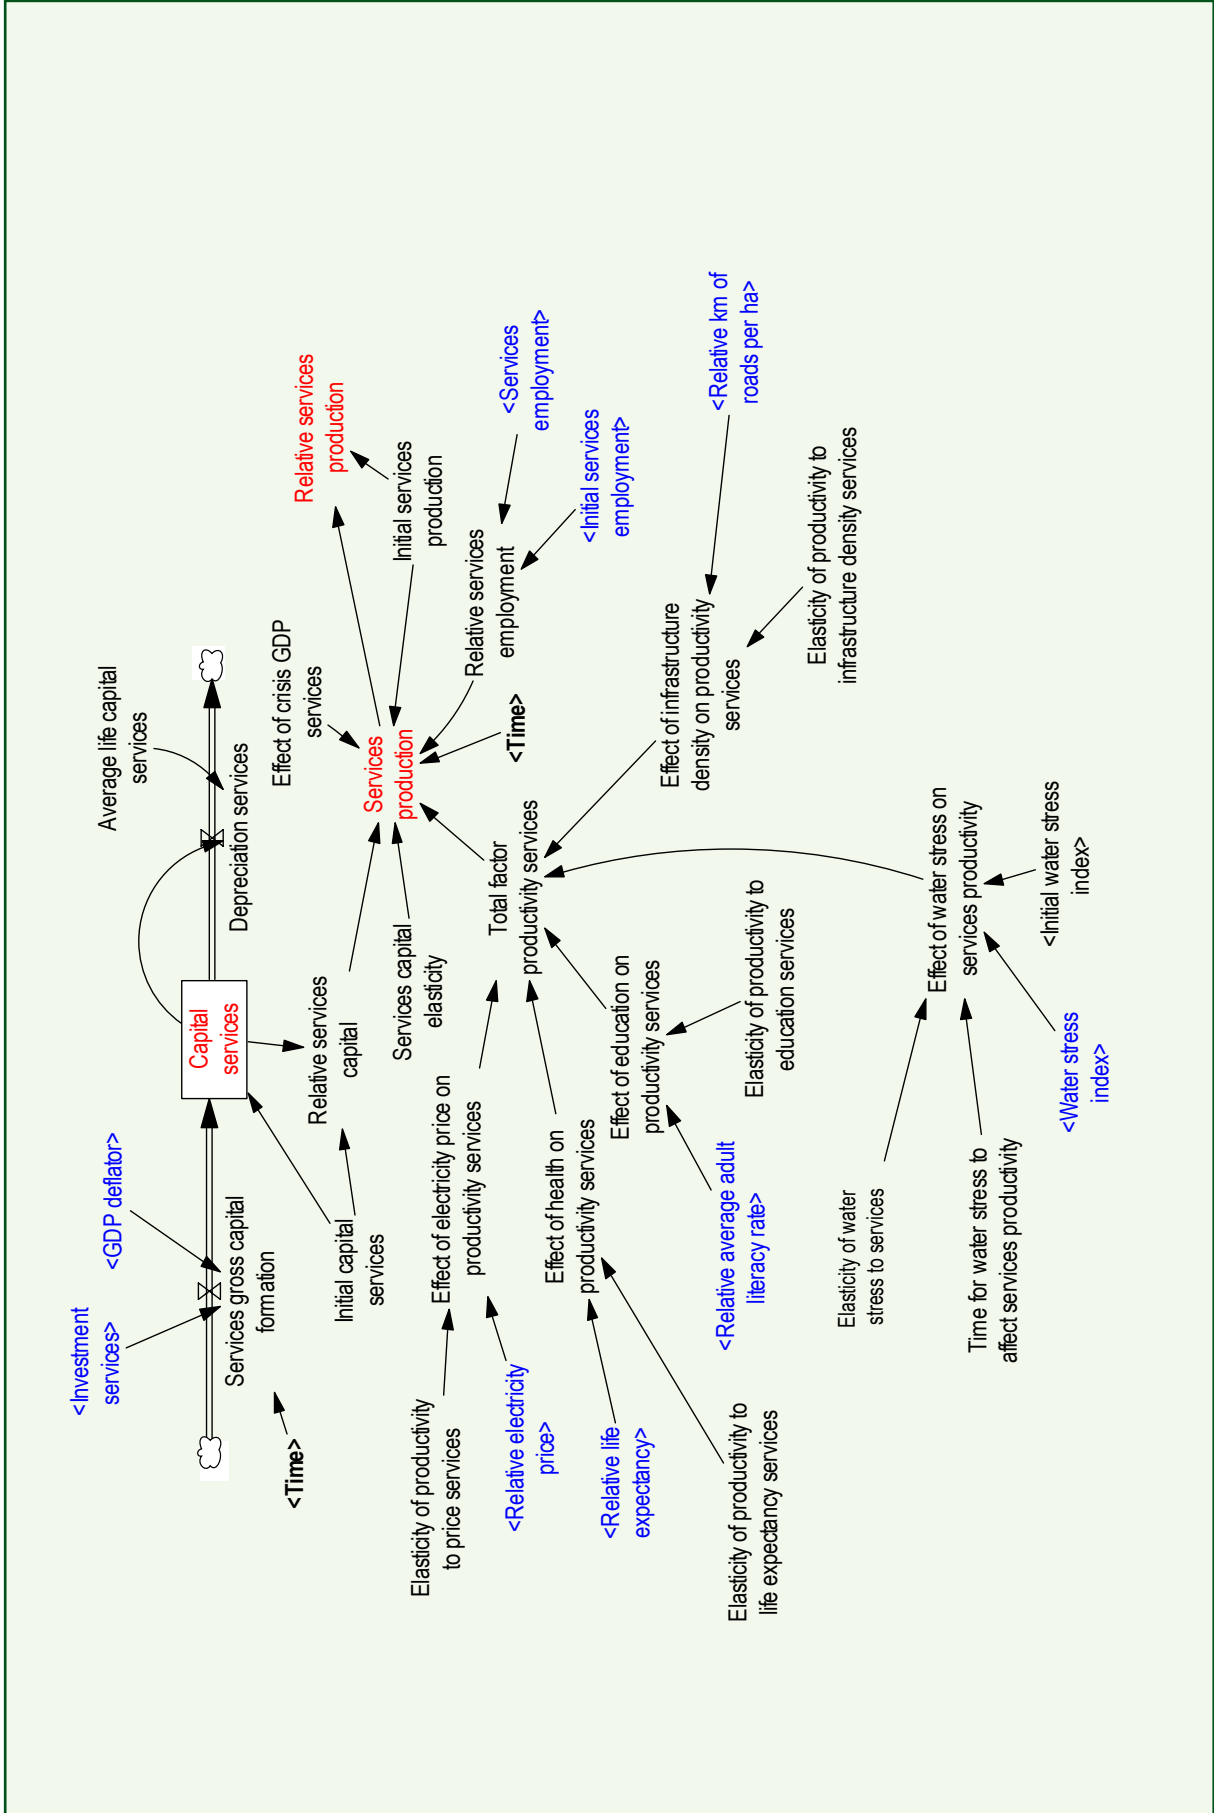 <Investment
services>
<GDP deflator>
Services gross capital
formation
<Time>
Capital
services
Average life capital
services
Depreciation services
Initial capital
services
Relative services
capital
Services capital
elasticity
Effect of crisis GDP
services
Services
production
Relative services
production
Initial services
production
Relative services
employment
<Services
employment>
<Initial services
employment>
<Time>
Elasticity of productivity
to price services
Effect of electricity price on
productivity services
<Relative electricity
price>
Total factor
productivity services
Effect of health on
productivity services
<Relative life
expectancy>
Elasticity of productivity to
life expectancy services
Effect of education on
productivity services
<Relative average adult
literacy rate>
Elasticity of productivity to
education services
Effect of infrastructure
density on productivity
services
<Relative km of
roads per ha>
Elasticity of productivity to
infrastructure density services
Elasticity of water
stress to services
Effect of water stress on
services productivity
Time for water stress to
affect services productivity
<Water stress
index>
<Initial water stress
index>